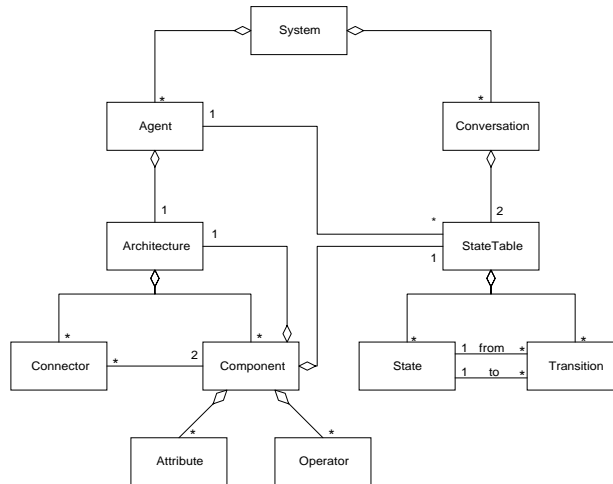 System
*
*
Agent
1
Conversation
1
2
Architecture
1
*
StateTable
1
*
*
*
*
Connector
*
2
Component
State
1 from *
1 to *
Transition
*
*
Attribute
Operator